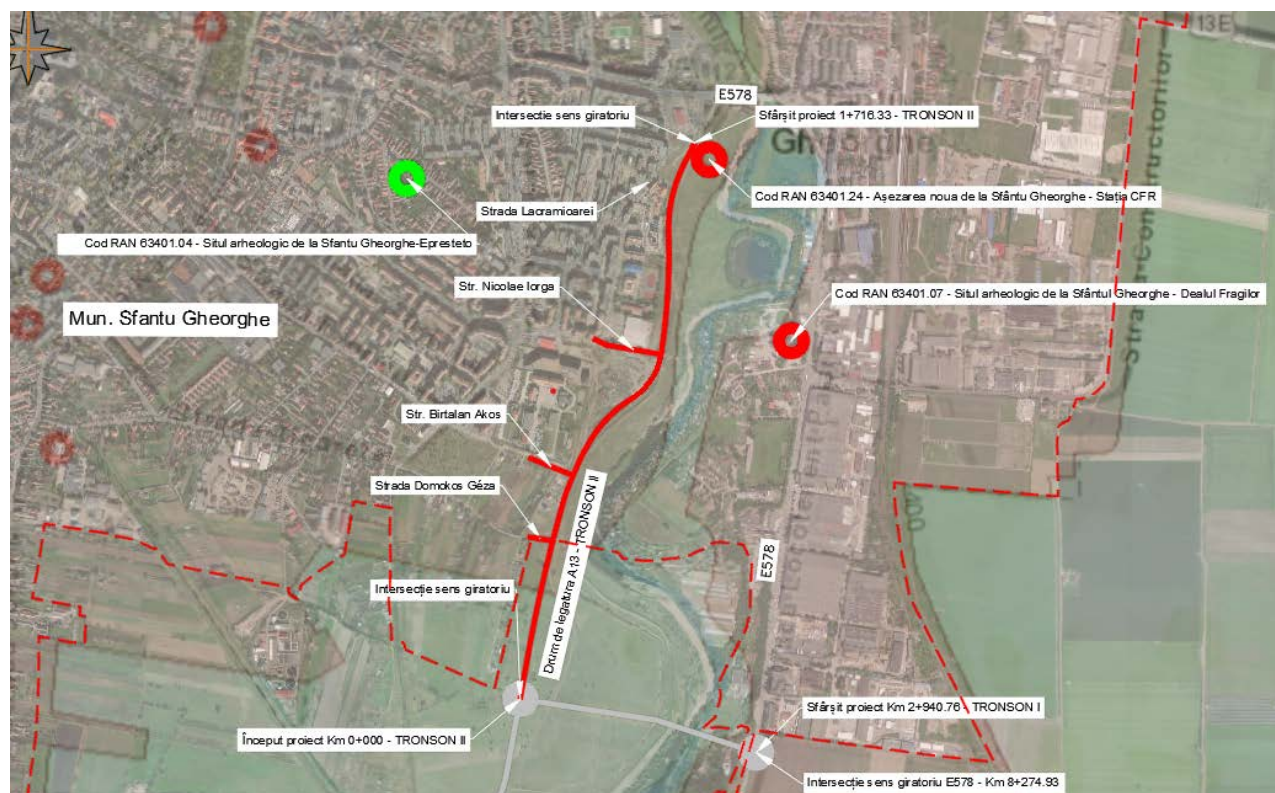 13E
E578
Intersectie sens giratoriu
Sfârșit proiect 1+716.33 - TRONSON II
Gheorghe
Cod RAN 63401.24 - Așezarea noua de la Sfântu Gheorghe - Stația CFR
Strada Lacramioarei
Cod RAN 63401.04 - Situl arheologic de la Sfantu Gheorghe-Epresteto
Str. Nicolae Iorga
Cod RAN 63401.07 - Situl arheologic de la Sfântul Gheorghe - Dealul Fragilor
Mun. Sfantu Gheorghe
Strada Constructorilor
Str. Birtalan Akos
Strada Domokos Géza
Drum de legatura A13 - TRONSON II
E578
Intersecție sens giratoriu
Sfârșit proiect Km 2+940.76 - TRONSON I
Început proiect Km 0+000 - TRONSON II
Intersecție sens giratoriu E578 - Km 8+274.93